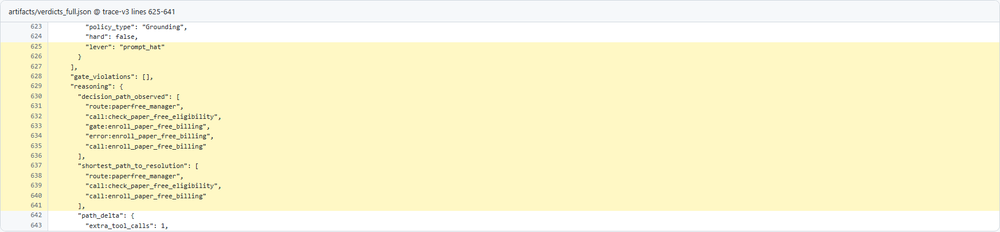 artifacts/verdicts_full.json @ trace-v3 lines 625-641
623 "policy_type": "Grounding",
624 "hard": false,
625 "lever": "prompt_hat"
626 }
627 ],
628 "gate_violations": [],
629 "reasoning": {
630 "decision_path_observed": [
631 "route:paperfree_manager",
632 "call:check_paper_free_eligibility",
633 "gate:enroll_paper_free_billing",
634 "error:enroll_paper_free_billing",
635 "call:enroll_paper_free_billing"
636 ],
637 "shortest_path_to_resolution": [
638 "route:paperfree_manager",
639 "call:check_paper_free_eligibility",
640 "call:enroll_paper_free_billing"
641 ],
642 "path_delta": {
643 "extra_tool_calls": 1,